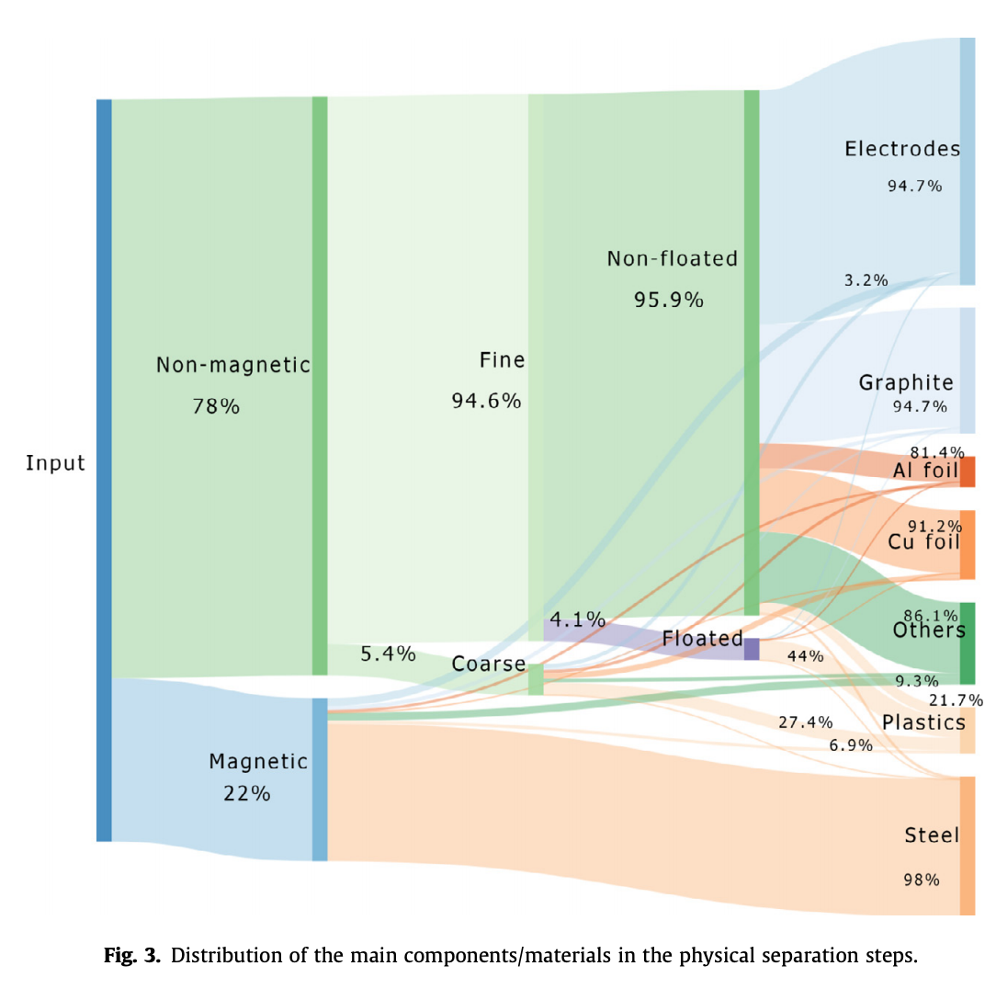 Electrodes
94.7%
Non-floated
95.9%
3.2%
Fine
94.6%
Non-magnetic
78%
Graphite
94.7%
Input
81.4%
Al foil
91.2%
Cu foil
86.1%
Others
4.1%
Floated
5.4%
Coarse
44%
9.3%
21.7%
Plastics
27.4%
6.9%
Magnetic
22%
Steel
98%
Fig. 3. Distribution of the main components/materials in the physical separation steps.